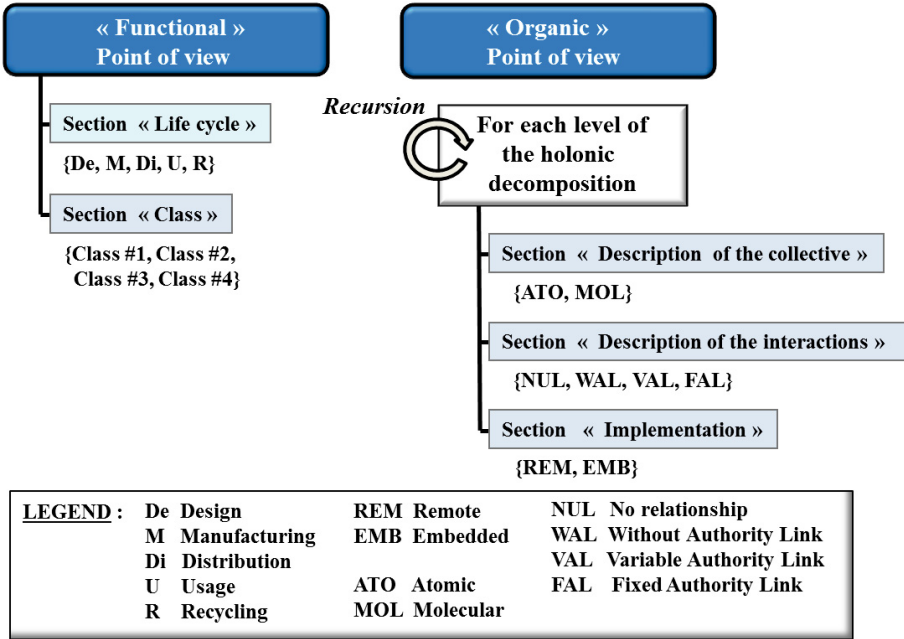 « Functional »
Point of view
Section « Life cycle »
{De, M, Di, U, R}
Section « Class »
{Class #1, Class #2,
Class #3, Class #4}
« Organic »
Point of view
Recursion
For each level of
the holonic
decomposition
Section « Description of the collective »
{ATO, MOL}
Section « Description of the interactions »
{NUL, WAL, VAL, FAL}
Section « Implementation »
{REM, EMB}
LEGEND :
De Design
M Manufacturing
Di Distribution
U Usage
R Recycling
REM Remote
EMB Embedded
ATO Atomic
MOL Molecular
NUL No relationship
WAL Without Authority Link
VAL Variable Authority Link
FAL Fixed Authority Link